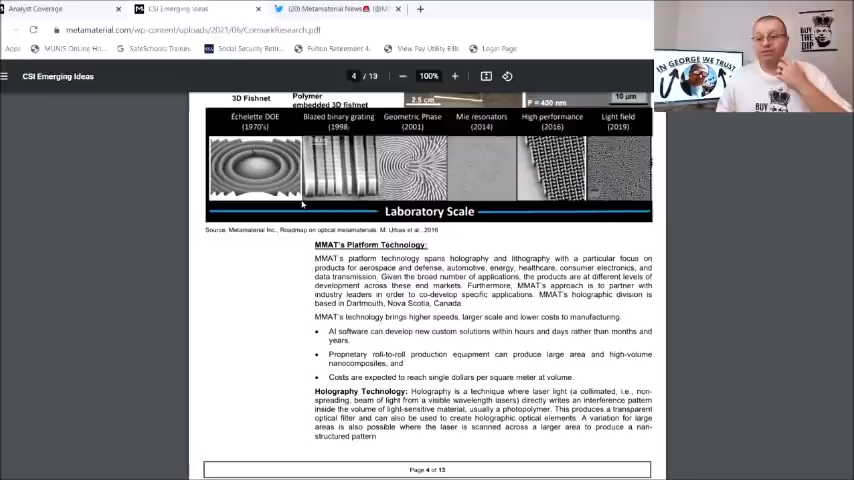 Analyst Coverage
CSI Emerging Ideas
(20) Metamaterial News
metamaterial.com/wp-content/uploads/2021/06/CormarkResearch.pdf
Apps
MUNIS OnLine Ho...
SafeSchools Trainin...
Social Security Retir...
Fulton Retirement 4...
View Pay Utility Bill
Login Page
CSI Emerging Ideas
4 / 13
100%
IN GEORGE WE TRUST
BUY
THE
DIP
BUY
3D Fishnet
Polymer
embedded 3D fishnet
2.5 cm
P = 400 nm
10 µm
Échelette DOE
(1970's)
Blazed binary grating
(1998)
Geometric Phase
(2001)
Mie resonators
(2014)
High performance
(2016)
Light field
(2019)
Laboratory Scale
Source: Metamaterial Inc., Roadmap on optical metamaterials. M. Urbas et al., 2016
MMAT's Platform Technology:
MMAT's platform technology spans holography and lithography with a particular focus on
products for aerospace and defense, automotive, energy, healthcare, consumer electronics, and
data transmission. Given the broad number of applications, the products are at different levels of
development across these end markets. Furthermore, MMAT's approach is to partner with
industry leaders in order to co-develop specific applications. MMAT's holographic division is
based in Dartmouth, Nova Scotia, Canada.
MMAT's technology brings higher speeds, larger scale and lower costs to manufacturing.
• AI software can develop new custom solutions within hours and days rather than months and
years,
• Proprietary roll-to-roll production equipment can produce large area and high-volume
nanocomposites, and
• Costs are expected to reach single dollars per square meter at volume.
Holography Technology: Holography is a technique where laser light (a collimated, i.e., non-
spreading, beam of light from a visible wavelength lasers) directly writes an interference pattern
inside the volume of light-sensitive material, usually a photopolymer. This produces a transparent
optical filter and can also be used to create holographic optical elements. A variation for large
areas is also possible where the laser is scanned across a larger area to produce a nan-
structured pattern
Page 4 of 13